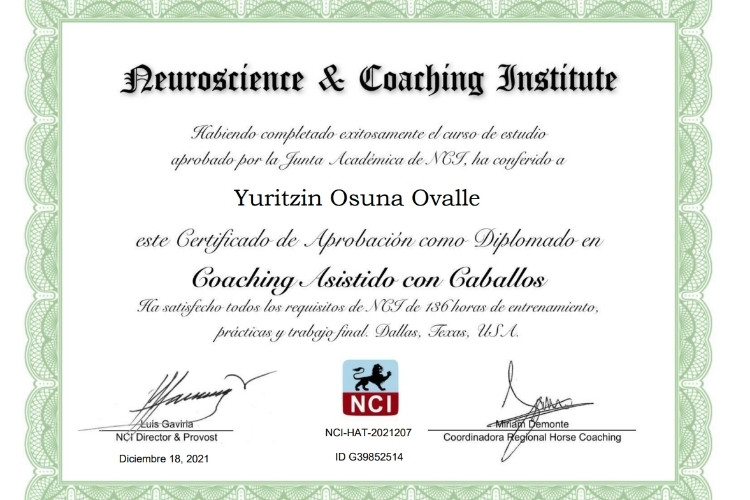 Neuroscience & Coaching Institute
Habiendo completado exitosamente el curso de estudio
aprobado por la Junta Académica de NCI, ha conferido a
Yuritzin Osuna Ovalle
este Certificado de Aprobación como Diplomado en
Coaching Asistido con Caballos
Ha satisfecho todos los requisitos de NCI de 136 horas de entrenamiento,
prácticas y trabajo final. Dallas, Texas, USA.
NCI
Luis Gaviria
NCI Director & Provost
Diciembre 18, 2021
NCI-HAT-2021207
ID G39852514
Miriam Demonte
Coordinadora Regional Horse Coaching